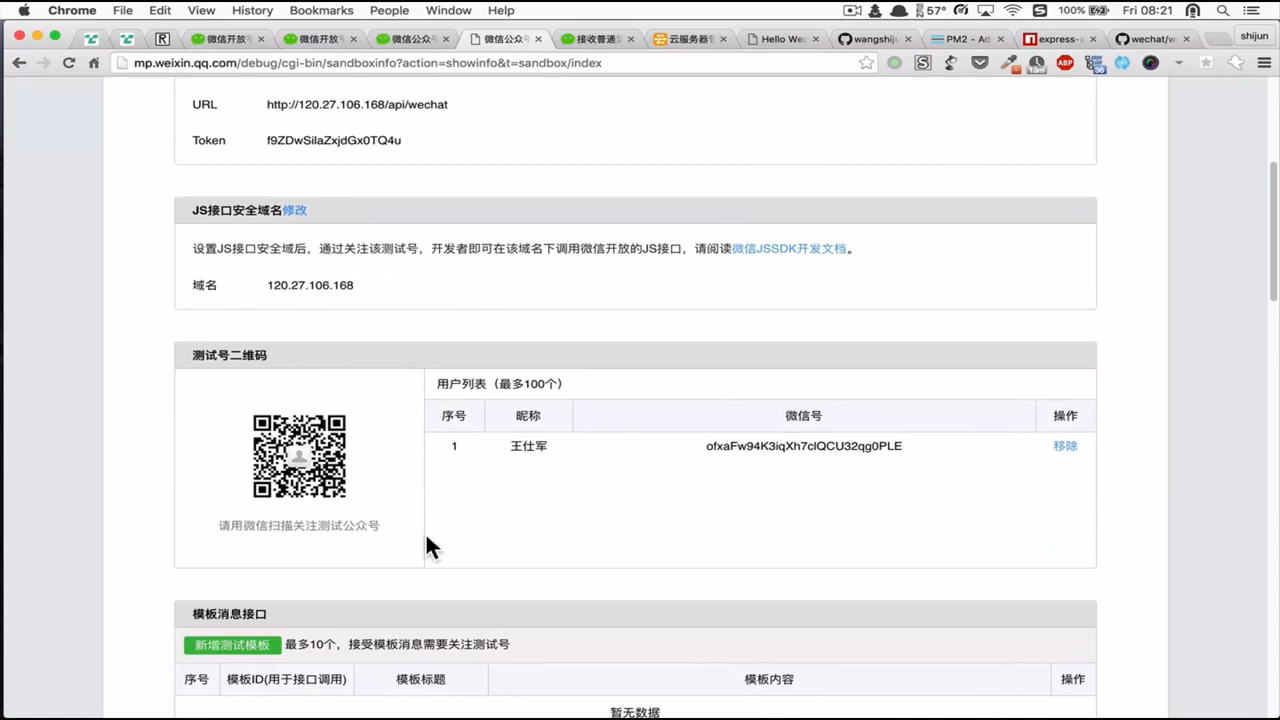 Chrome File Edit View History Bookmarks People Window Help 57° 100% Fri 08:21
微信开放平 微信开放平 微信公众平 微信公众平 接收普通消 云服务器管 Hello Wec wangshiju PM2 - Ad express-x wechat/w shijun
mp.weixin.qq.com/debug/cgi-bin/sandboxinfo?action=showinfo&t=sandbox/index
URL http://120.27.106.168/api/wechat
Token f9ZDwSilaZxjdGx0TQ4u
JS接口安全域名修改
设置JS接口安全域后，通过关注该测试号，开发者即可在该域名下调用微信开放的JS接口，请阅读微信JSSDK开发文档。
域名 120.27.106.168
测试号二维码
用户列表（最多100个）
序号 昵称 微信号 操作
1 王仕军 ofxaFw94K3iqXh7clQCU32qg0PLE 移除
请用微信扫描关注测试公众号
模板消息接口
新增测试模板 最多10个，接受模板消息需要关注测试号
序号 模板ID(用于接口调用) 模板标题 模板内容 操作
暂无数据